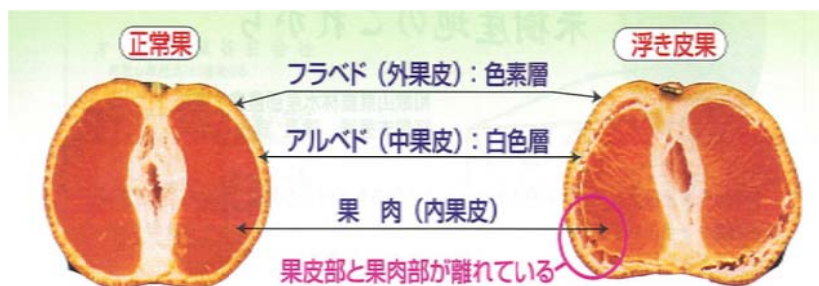 正常果
浮き皮果
フラベド（外果皮）：色素層
アルベド（中果皮）：白色層
果　肉（内果皮）
果皮部と果肉部が離れている